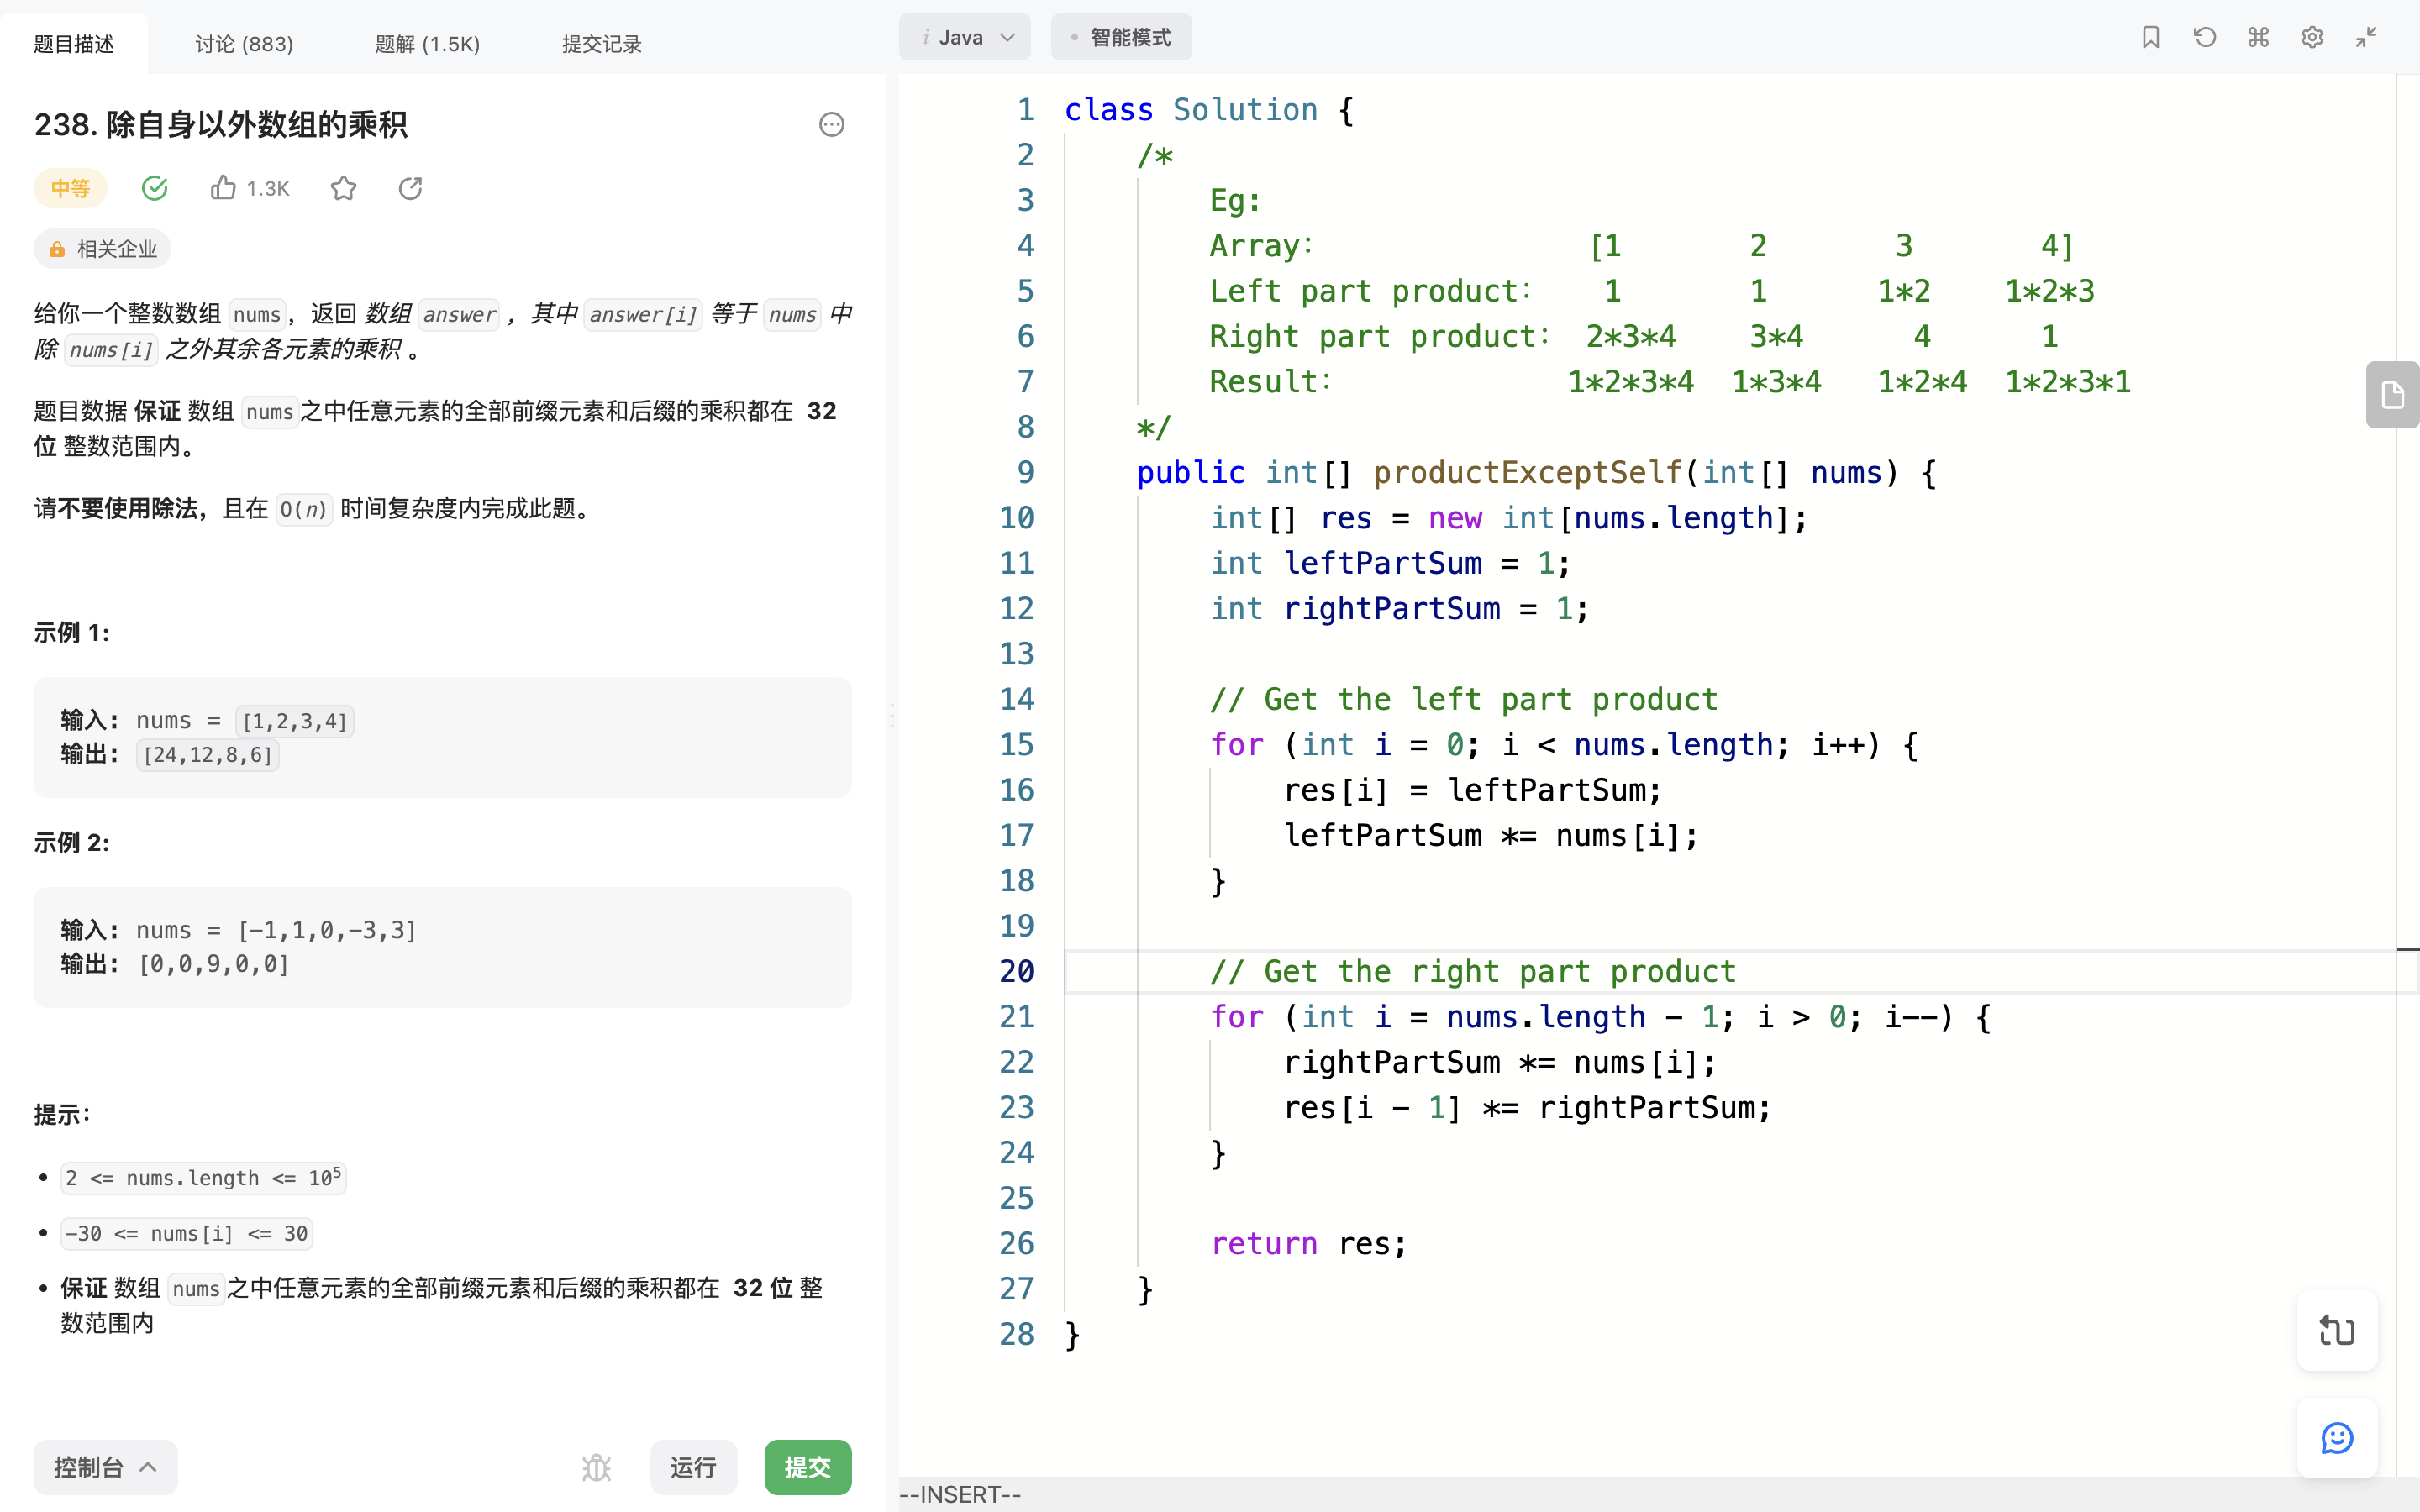 题目描述
讨论 (883)
题解 (1.5K)
提交记录
238. 除自身以外数组的乘积
中等
1.3K
相关企业
给你一个整数数组 nums，返回 数组 answer ，其中 answer[i] 等于 nums 中
除 nums[i] 之外其余各元素的乘积 。
题目数据 保证 数组 nums之中任意元素的全部前缀元素和后缀的乘积都在 32
位 整数范围内。
请不要使用除法，且在 O(n) 时间复杂度内完成此题。
示例 1:
输入: nums = [1,2,3,4]
输出: [24,12,8,6]
示例 2:
输入: nums = [-1,1,0,-3,3]
输出: [0,0,9,0,0]
提示：
• 2 <= nums.length <= 10⁵
• -30 <= nums[i] <= 30
• 保证 数组 nums之中任意元素的全部前缀元素和后缀的乘积都在 32 位 整
数范围内
控制台
运行
提交
i Java
智能模式
1 class Solution {
2     /*
3         Eg:
4         Array:               [1       2       3       4]
5         Left part product:    1       1      1*2    1*2*3
6         Right part product:  2*3*4    3*4      4      1
7         Result:             1*2*3*4  1*3*4   1*2*4  1*2*3*1
8     */
9     public int[] productExceptSelf(int[] nums) {
10         int[] res = new int[nums.length];
11         int leftPartSum = 1;
12         int rightPartSum = 1;
13
14         // Get the left part product
15         for (int i = 0; i < nums.length; i++) {
16             res[i] = leftPartSum;
17             leftPartSum *= nums[i];
18         }
19
20         // Get the right part product
21         for (int i = nums.length - 1; i > 0; i--) {
22             rightPartSum *= nums[i];
23             res[i - 1] *= rightPartSum;
24         }
25
26         return res;
27     }
28 }
--INSERT--